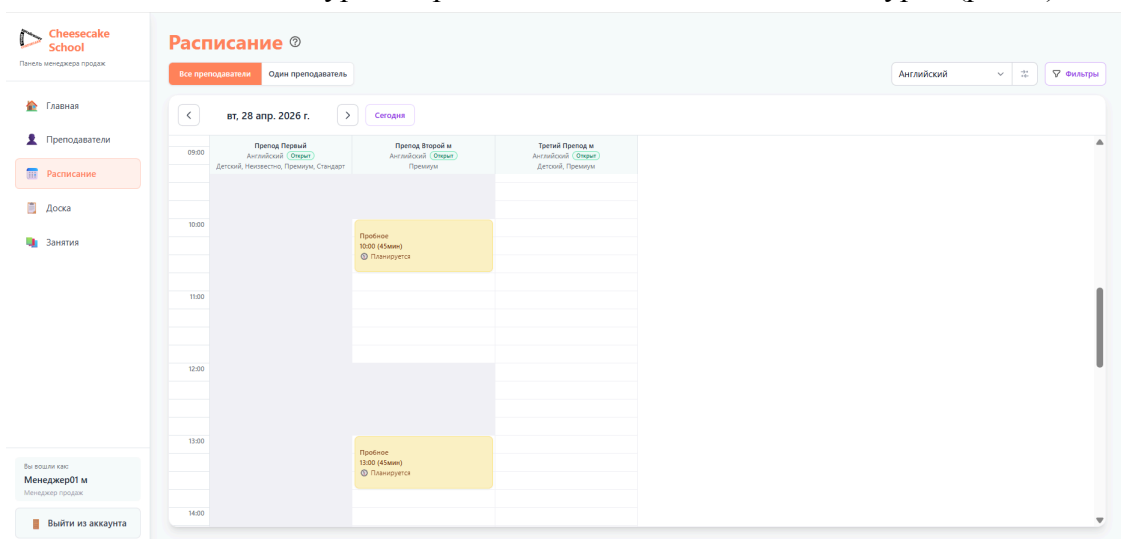 Cheesecake
School
Панель менеджера продаж
Главная
Преподаватели
Расписание
Доска
Занятия
Вы вошли как:
Менеджер01 м
Менеджер продаж
Выйти из аккаунта
Расписание
Все преподаватели Один преподаватель
Английский
Фильтры
вт, 28 апр. 2026 г.
Сегодня
Препод Первый
Английский Открыт
Детский, Неизвестно, Премиум, Стандарт
Препод Второй м
Английский Открыт
Премиум
Третий Препод м
Английский Открыт
Детский, Премиум
09:00
10:00
Пробное
10:00 (45мин)
Планируется
11:00
12:00
13:00
Пробное
13:00 (45мин)
Планируется
14:00